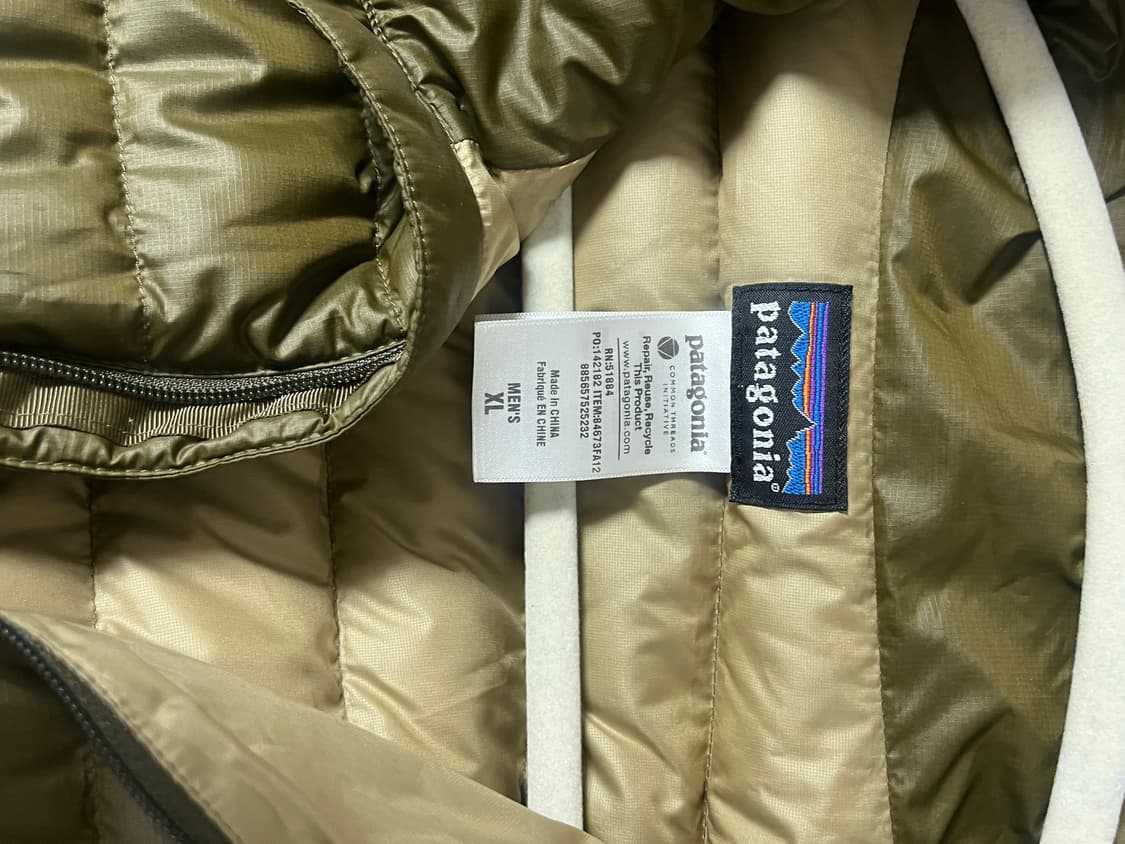 patagonia®
patagonia®
COMMON THREADS
INITIATIVE
Repair, Reuse, Recycle
This Product
www.patagonia.com
RN:51884
PO:142182 ITEM:84673FA12
885657525232
Made in CHINA
Fabriqué EN CHINE
MEN'S
XL